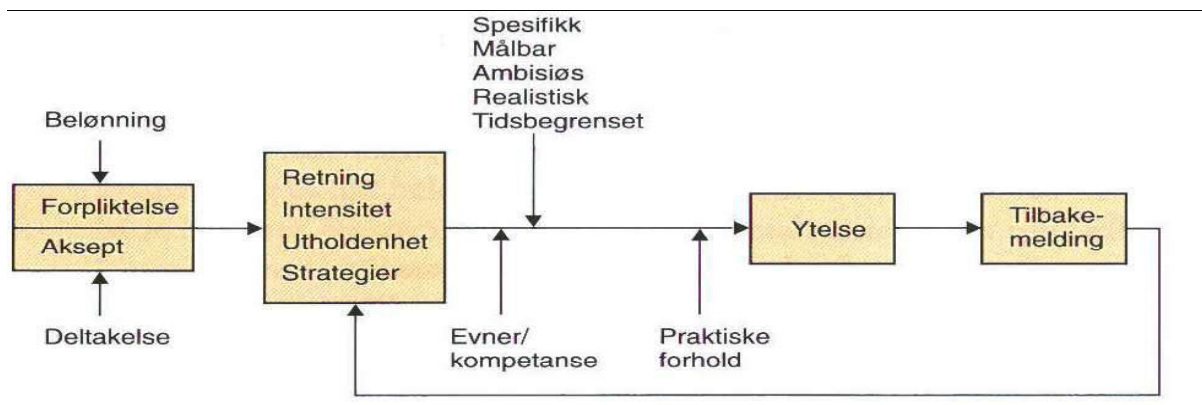 Spesifikk
Målbar
Ambisiøs
Realistisk
Tidsbegrenset
Belønning
Forpliktelse
Aksept
Deltakelse
Retning
Intensitet
Utholdenhet
Strategier
Evner/
kompetanse
Praktiske
forhold
Ytelse
Tilbake-
melding